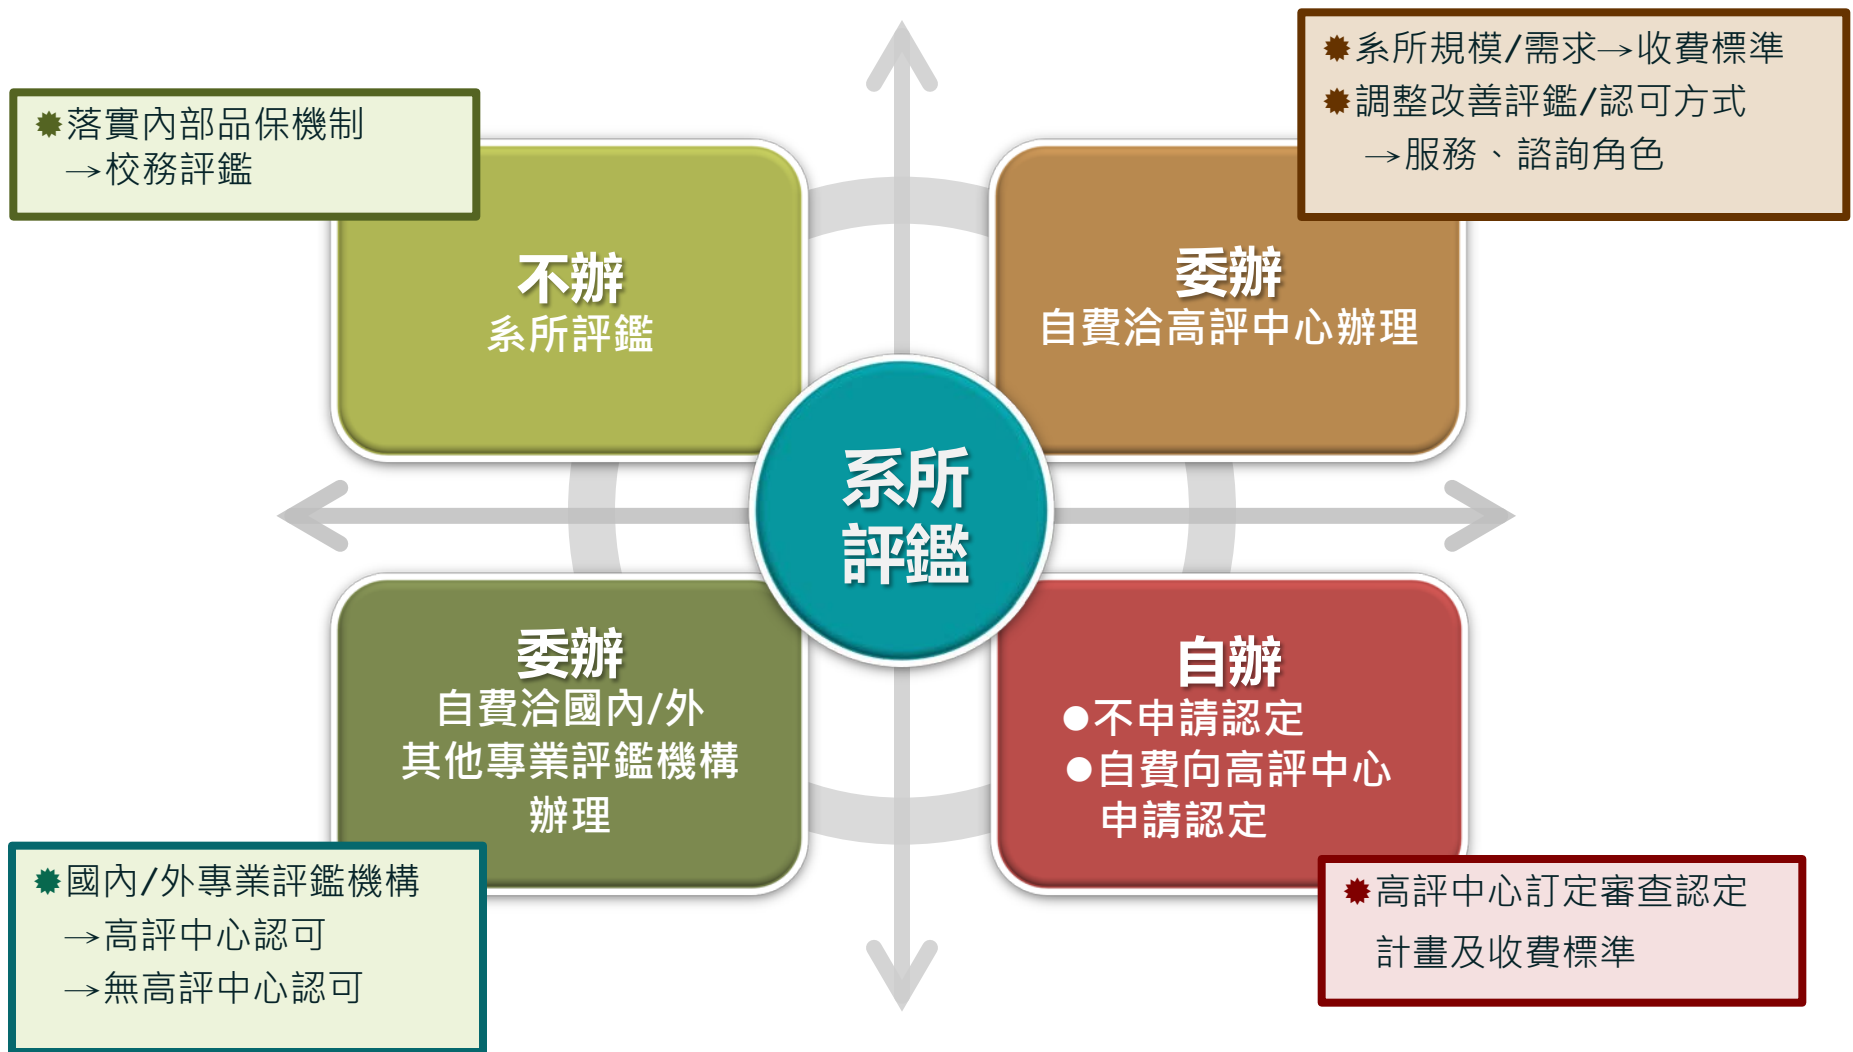 落實內部品保機制
→校務評鑑
不辦
系所評鑑
系所規模/需求→收費標準
調整改善評鑑/認可方式
→服務、諮詢角色
委辦
自費洽高評中心辦理
系所
評鑑
委辦
自費洽國內/外
其他專業評鑑機構
辦理
國內/外專業評鑑機構
→高評中心認可
→無高評中心認可
自辦
●不申請認定
●自費向高評中心
申請認定
高評中心訂定審查認定
計畫及收費標準